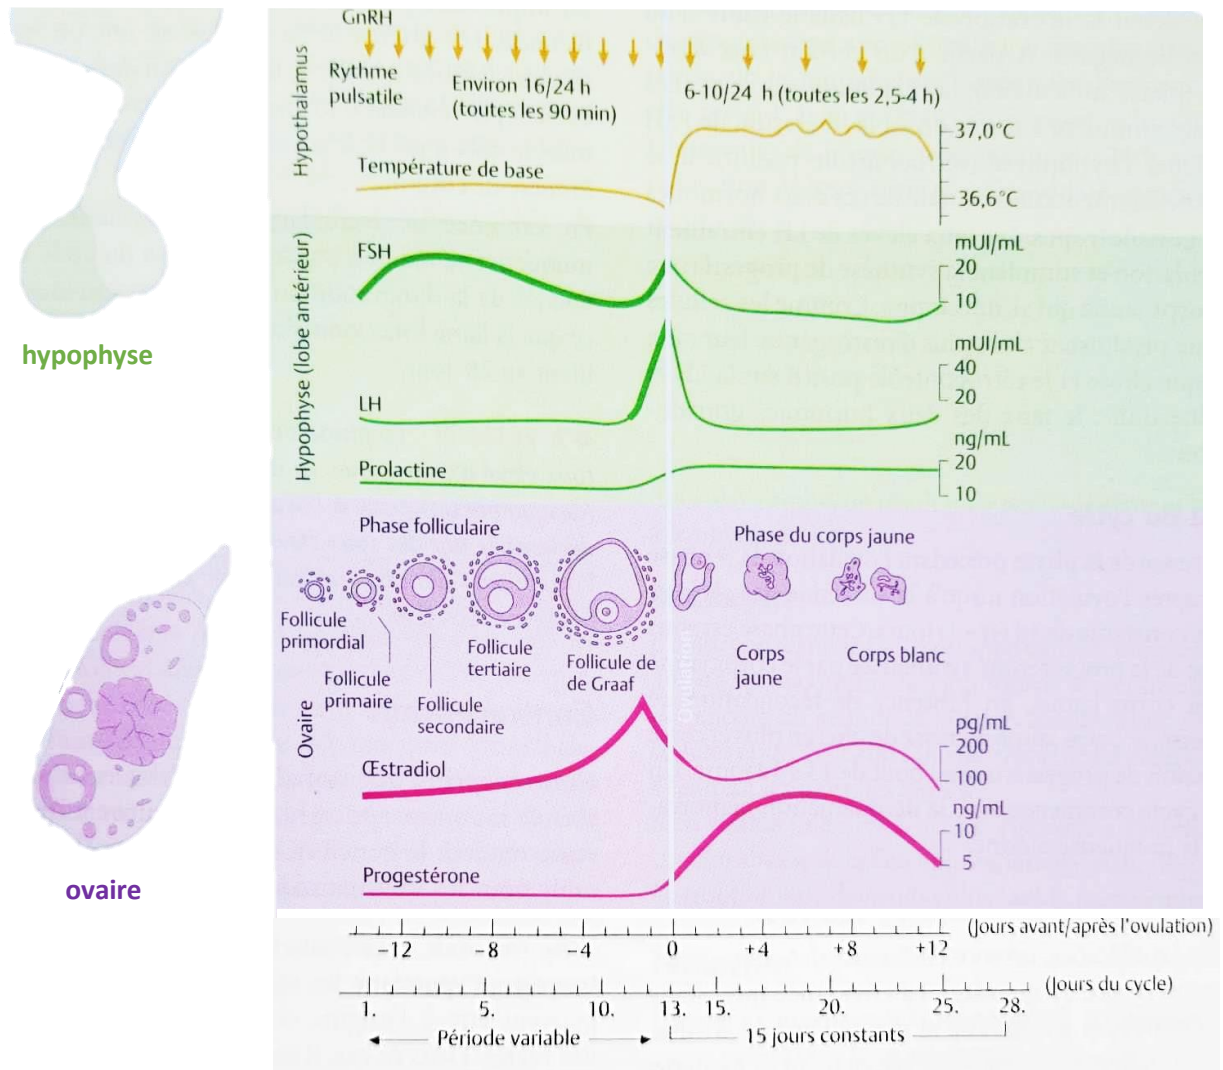 GnRH
Hypothalamus
Rythme
pulsatile
Environ 16/24 h
(toutes les 90 min)
6-10/24 h (toutes les 2,5-4 h)
37,0°C
Température de base
36,6°C
Hypophyse (lobe antérieur)
FSH
mUI/mL
20
10
mUI/mL
40
20
LH
ng/mL
20
10
Prolactine
hypophyse
Phase folliculaire
Phase du corps jaune
Follicule
primordial
Follicule
primaire
Follicule
secondaire
Follicule
tertiaire
Follicule de
de Graaf
Ovulation
Corps
jaune
Corps blanc
Ovaire
pg/mL
200
100
Œstradiol
ng/mL
10
5
Progestérone
ovaire
−12 −8 −4 0 +4 +8 +12 (Jours avant/après l'ovulation)
1. 5. 10. 13. 15. 20. 25. 28. (Jours du cycle)
Période variable 15 jours constants